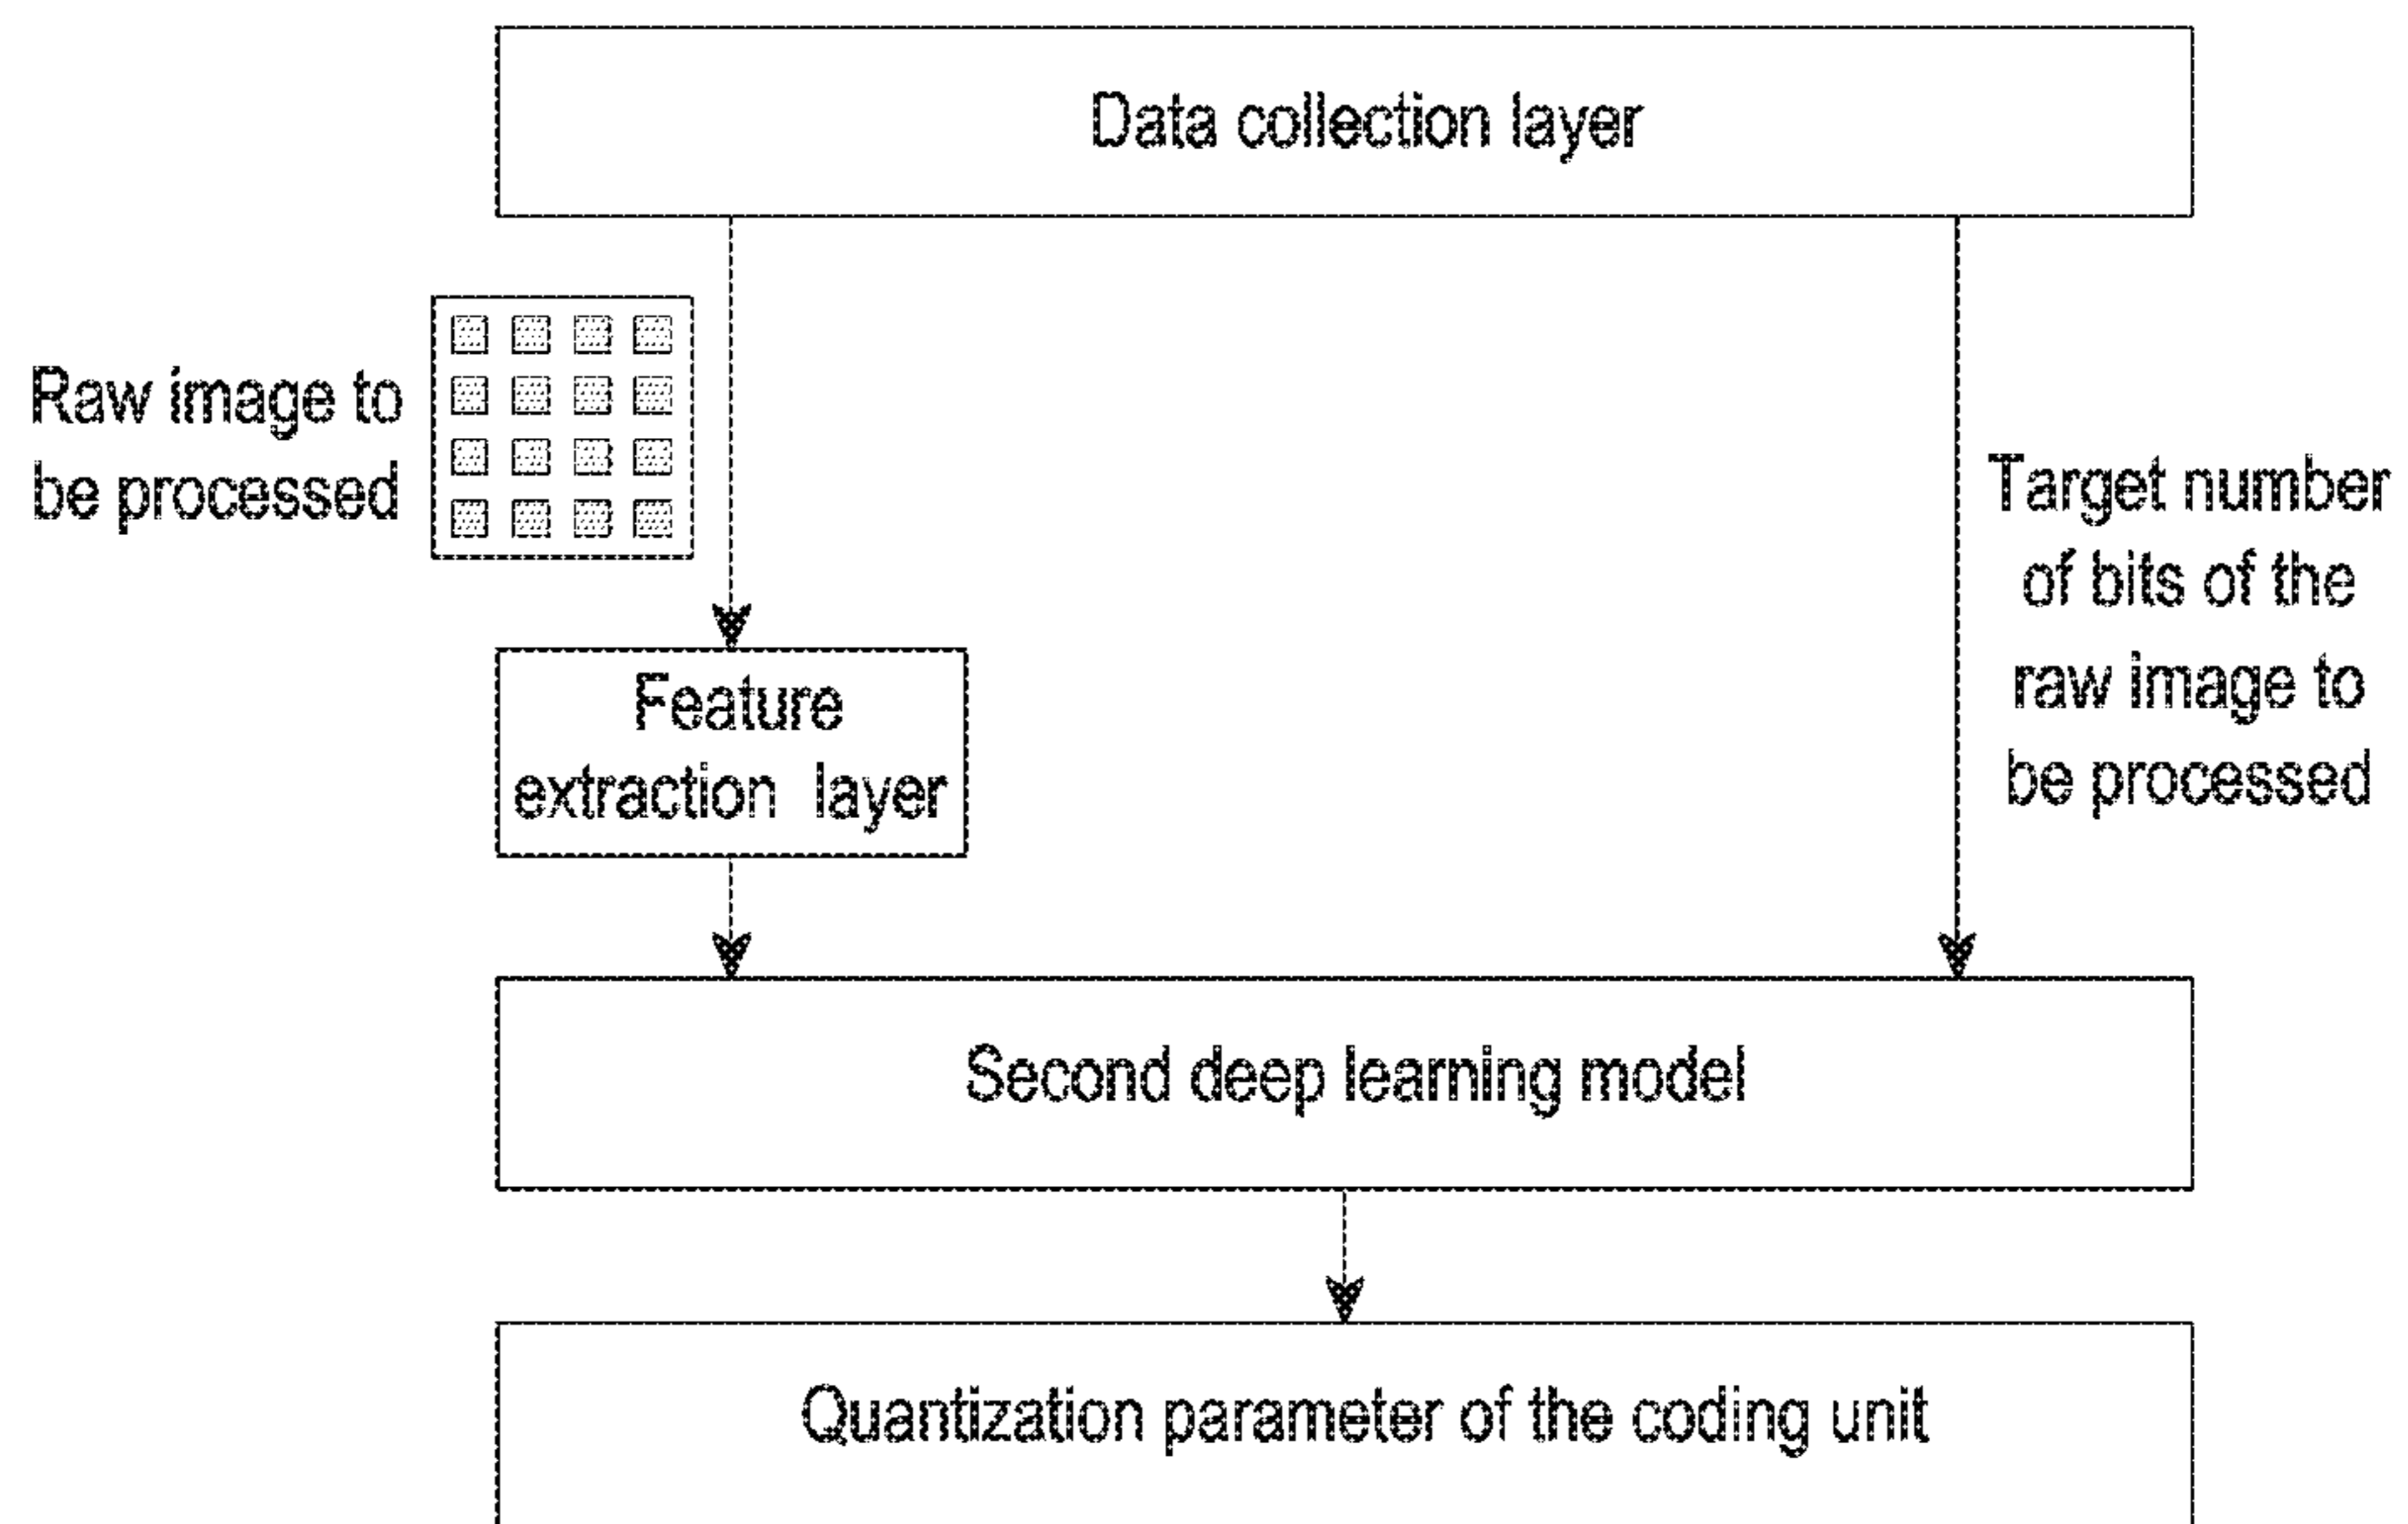 Data collection layer
Raw image to
be processed
Target number
of bits of the
raw image to
be processed
Feature
extraction layer
Second deep learning model
Quantization parameter of the coding unit